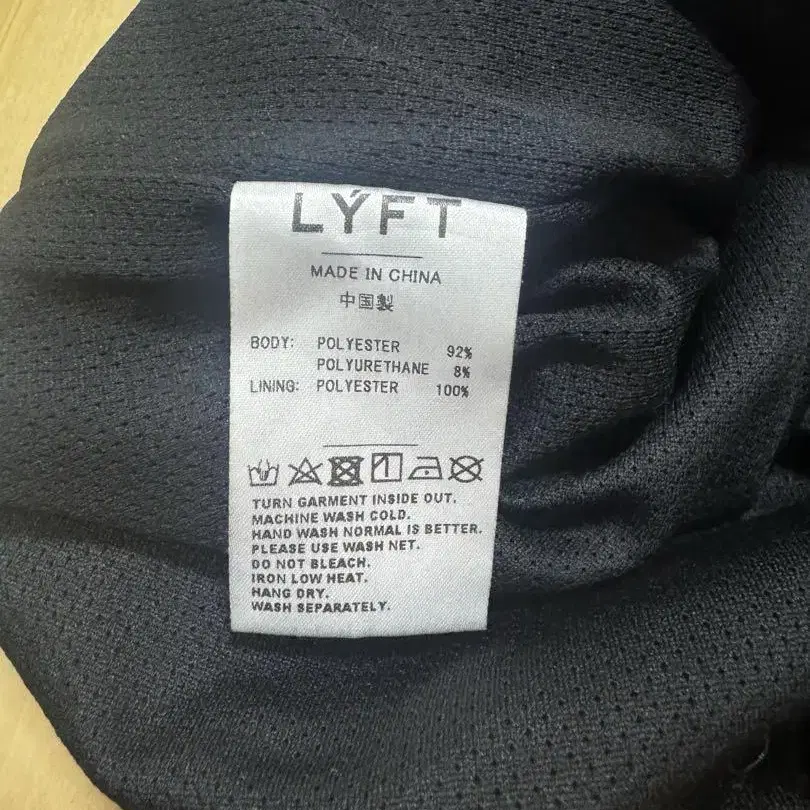 LÝFT
MADE IN CHINA
中国製
BODY: POLYESTER 92%
POLYURETHANE 8%
LINING: POLYESTER 100%
TURN GARMENT INSIDE OUT.
MACHINE WASH COLD.
HAND WASH NORMAL IS BETTER.
PLEASE USE WASH NET.
DO NOT BLEACH.
IRON LOW HEAT.
HANG DRY.
WASH SEPARATELY.